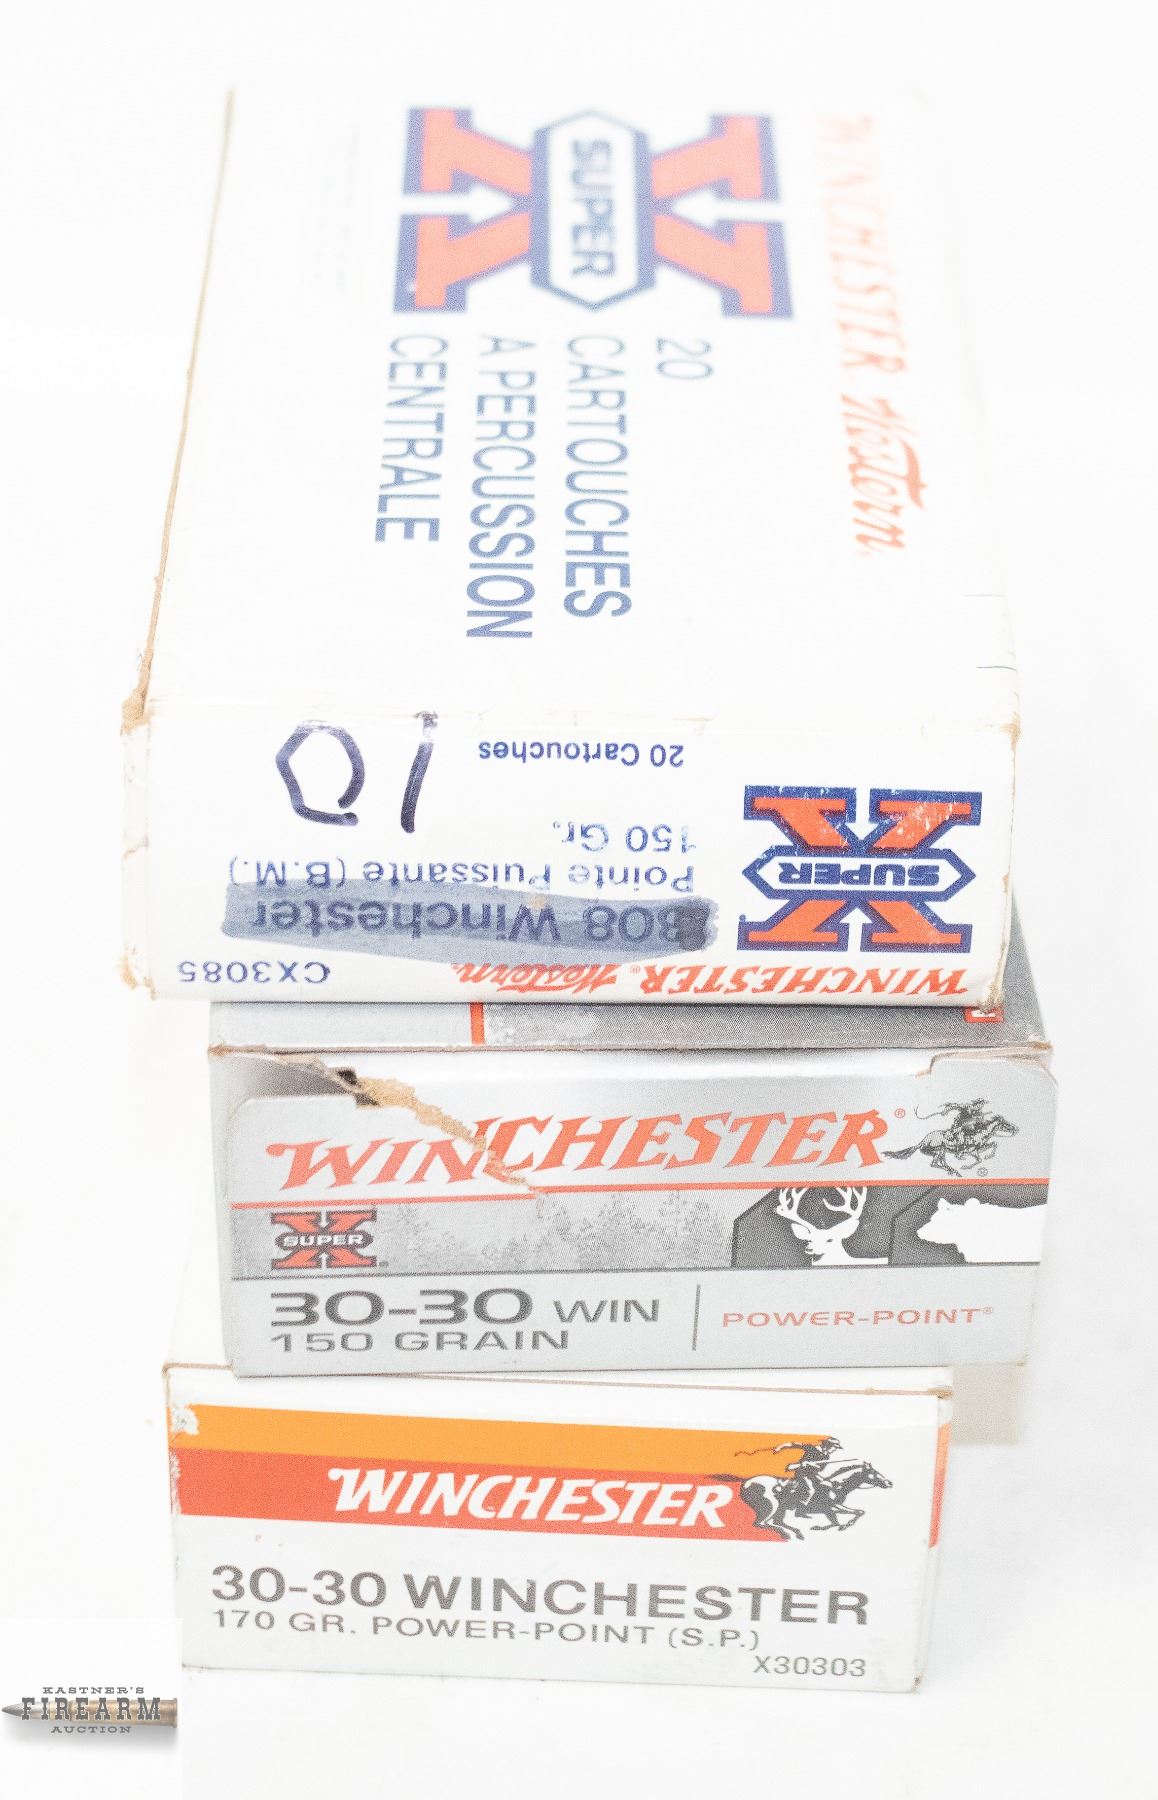 WINCHESTER Western
SUPER X
20
CARTOUCHES
A PERCUSSION
CENTRALE
WINCHESTER® Western.
CX3085
SUPER X
308 Winchester
Pointe Puissante (B.M.)
150 Gr.
20 Cartouches
10
WINCHESTER®
SUPER X
30-30 WIN
150 GRAIN
POWER-POINT®
WINCHESTER
30-30 WINCHESTER
170 GR. POWER-POINT (S.P.)
X30303
KASTNER'S
FIREARM
AUCTION